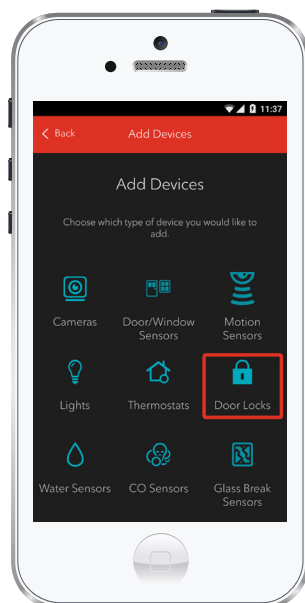 11:37
Back Add Devices
Add Devices
Choose which type of device you would like to
add.
Cameras Door/Window Motion
Sensors Sensors
Lights Thermostats Door Locks
Water Sensors CO Sensors Glass Break
Sensors